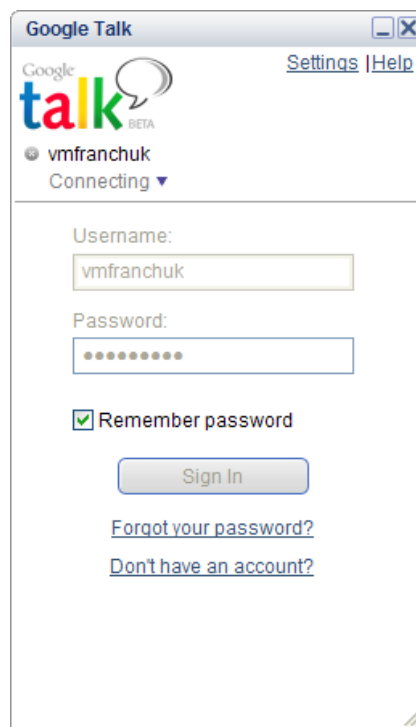 Google Talk
Settings | Help
Google
talk
BETA
vmfranchuk
Connecting
Username:
vmfranchuk
Password:
Remember password
Sign In
Forgot your password?
Don't have an account?